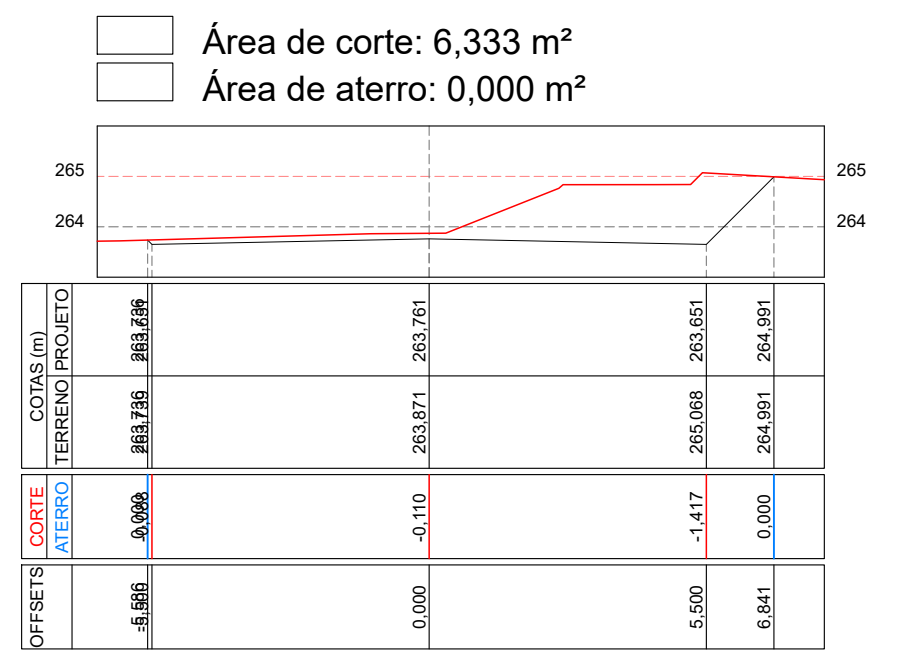 Área de corte: 6,333 m²
Área de aterro: 0,000 m²
265
265
264
264
COTAS (m)
PROJETO
263,761
263,651
264,991
TERRENO
263,871
265,068
264,991
CORTE
ATERRO
-0,110
-1,417
0,000
OFFSETS
0,000
5,500
6,841